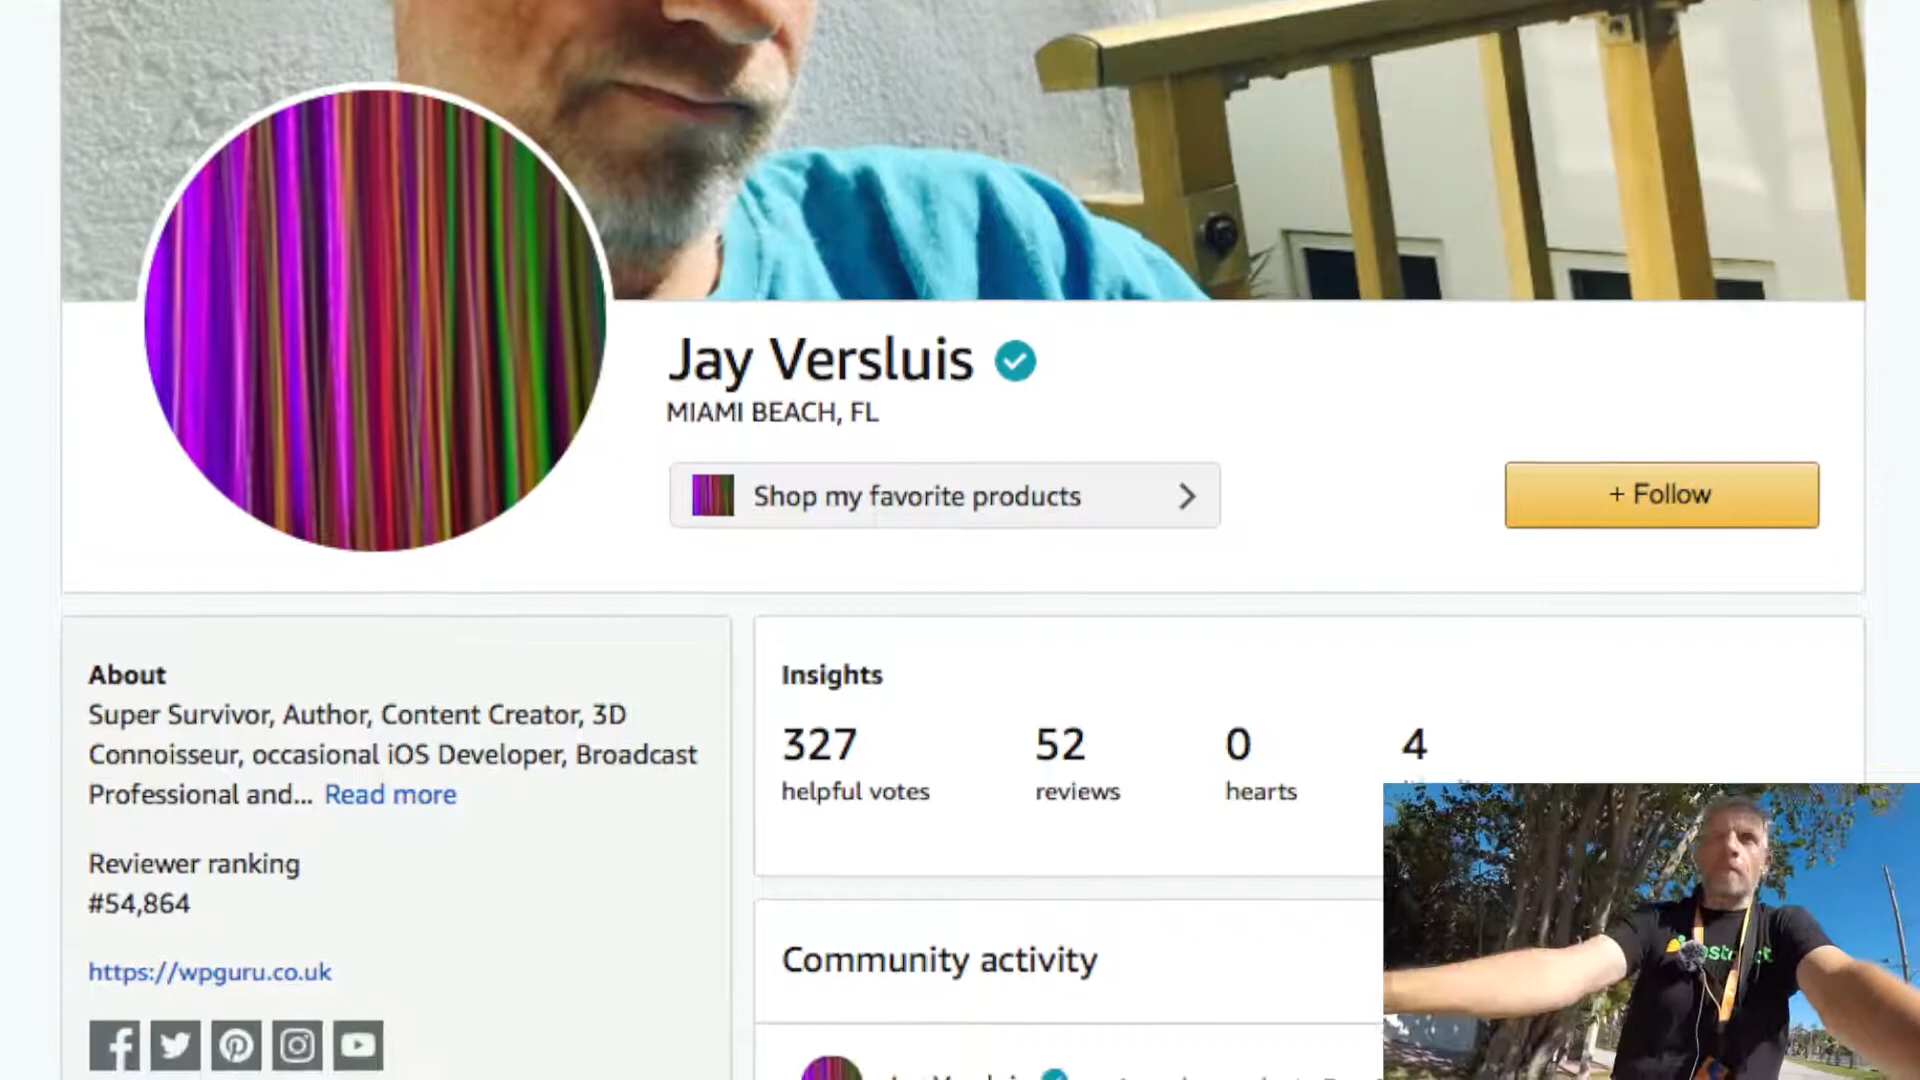 Jay Versluis
MIAMI BEACH, FL
Shop my favorite products
+ Follow
About
Super Survivor, Author, Content Creator, 3D
Connoisseur, occasional iOS Developer, Broadcast
Professional and... Read more
Reviewer ranking
#54,864
https://wpguru.co.uk
Insights
327 52 0 4
helpful votes reviews hearts
Community activity